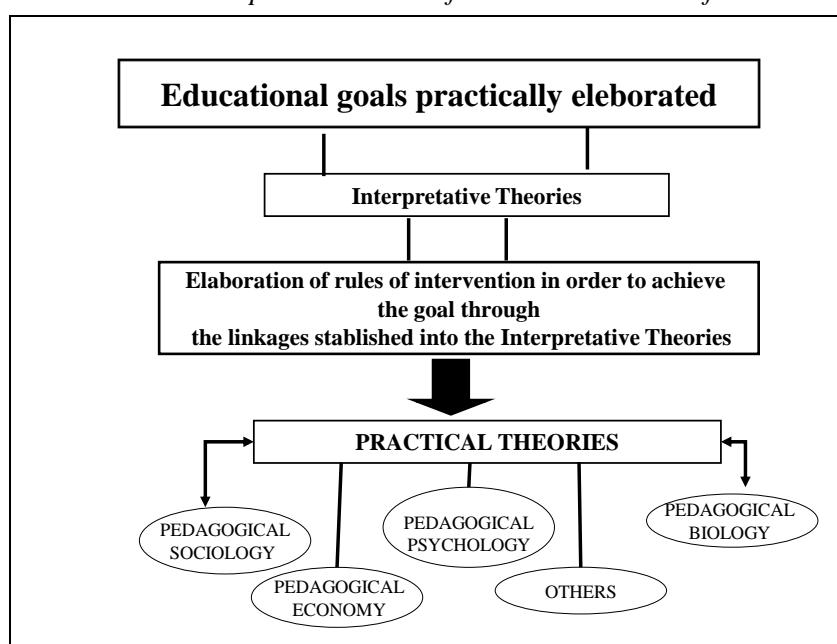 Educational goals practically eleborated
Interpretative Theories
Elaboration of rules of intervention in order to achieve
the goal through
the linkages stablished into the Interpretative Theories
PRACTICAL THEORIES
PEDAGOGICAL
SOCIOLOGY
PEDAGOGICAL
ECONOMY
PEDAGOGICAL
PSYCHOLOGY
OTHERS
PEDAGOGICAL
BIOLOGY